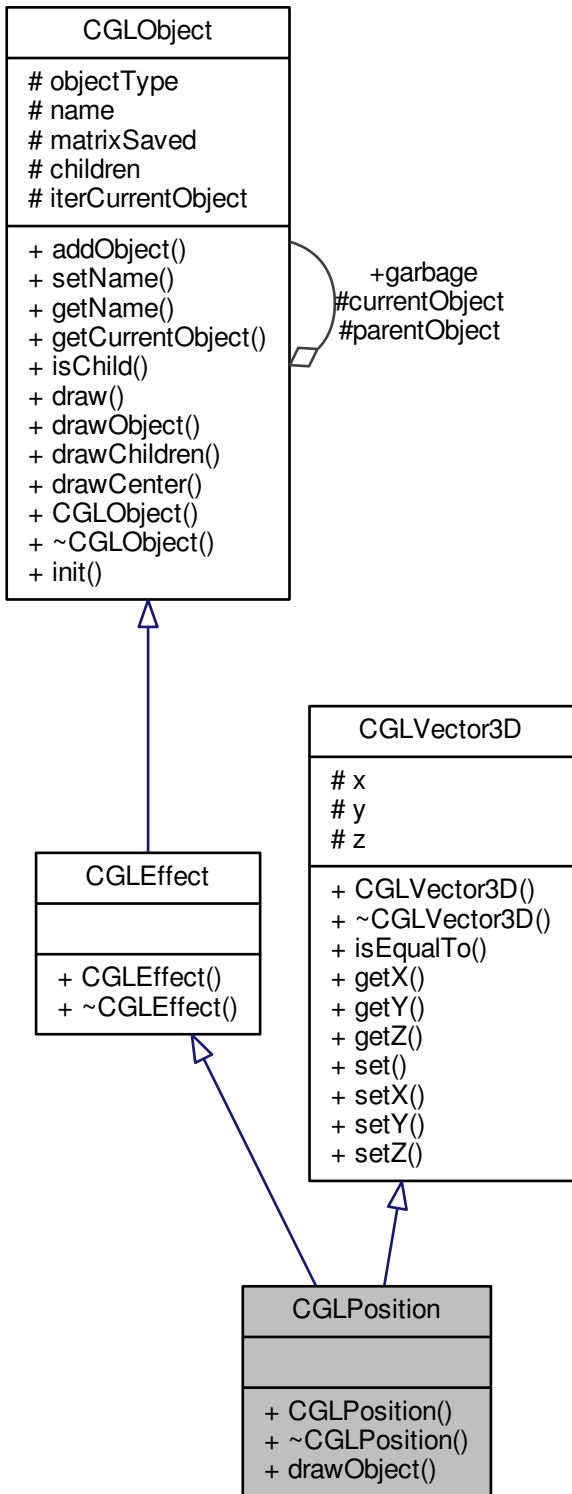 CGLObject
# objectType
# name
# matrixSaved
# children
# iterCurrentObject
+ addObject()
+ setName()
+ getName()
+ getCurrentObject()
+ isChild()
+ draw()
+ drawObject()
+ drawChildren()
+ drawCenter()
+ CGLObject()
+ ~CGLObject()
+ init()
+garbage
#currentObject
#parentObject
CGLVector3D
# x
# y
# z
+ CGLVector3D()
+ ~CGLVector3D()
+ isEqualTo()
+ getX()
+ getY()
+ getZ()
+ set()
+ setX()
+ setY()
+ setZ()
CGLEffect
+ CGLEffect()
+ ~CGLEffect()
CGLPosition
+ CGLPosition()
+ ~CGLPosition()
+ drawObject()